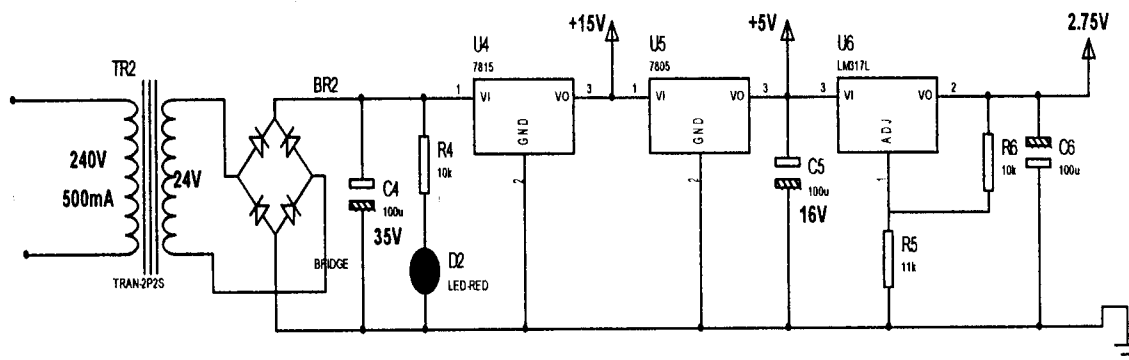 TR2
240V
500mA
24V
TRAN-2P2S
BR2
BRIDGE
C4
100u
35V
R4
10k
D2
LED-RED
U4
7815
1
VI
VO
3
GND
2
+15V
U5
7805
1
VI
VO
3
GND
2
+5V
C5
100u
16V
U6
LM317L
3
VI
VO
2
ADJ
1
R5
11k
R6
10k
C6
100u
2.75V